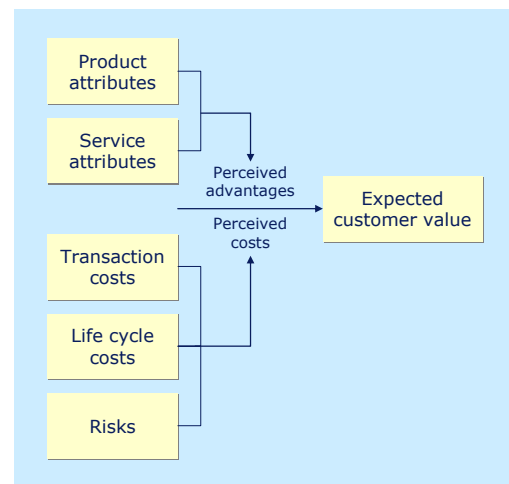 Product
attributes
Service
attributes
Perceived
advantages
Expected
customer value
Perceived
costs
Transaction
costs
Life cycle
costs
Risks